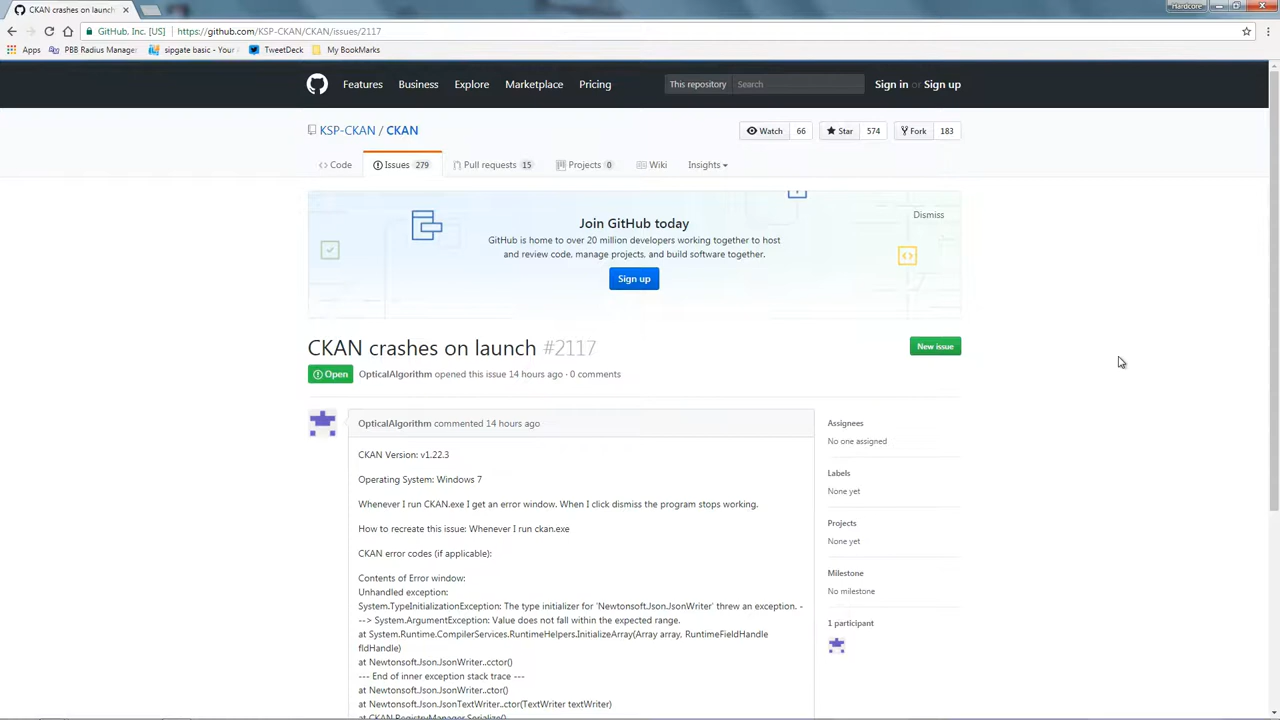 CKAN crashes on launch
Hardcore
GitHub, Inc. [US]
https://github.com/KSP-CKAN/CKAN/issues/2117
Apps
PBB Radius Manager
sipgate basic - Your
TweetDeck
My BookMarks
Features
Business
Explore
Marketplace
Pricing
This repository
Search
Sign in or Sign up
KSP-CKAN / CKAN
Watch 66
Star 574
Fork 183
Code
Issues 279
Pull requests 15
Projects 0
Wiki
Insights
Join GitHub today
Dismiss
GitHub is home to over 20 million developers working together to host
and review code, manage projects, and build software together.
Sign up
CKAN crashes on launch #2117
New issue
Open
OpticalAlgorithm opened this issue 14 hours ago · 0 comments
OpticalAlgorithm commented 14 hours ago
CKAN Version: v1.22.3
Operating System: Windows 7
Whenever I run CKAN.exe I get an error window. When I click dismiss the program stops working.
How to recreate this issue: Whenever I run ckan.exe
CKAN error codes (if applicable):
Contents of Error window:
Unhandled exception:
System.TypeInitializationException: The type initializer for 'Newtonsoft.Json.JsonWriter' threw an exception. -
--> System.ArgumentException: Value does not fall within the expected range.
at System.Runtime.CompilerServices.RuntimeHelpers.InitializeArray(Array array, RuntimeFieldHandle
fldHandle)
at Newtonsoft.Json.JsonWriter..cctor()
--- End of inner exception stack trace ---
at Newtonsoft.Json.JsonWriter..ctor()
at Newtonsoft.Json.JsonTextWriter..ctor(TextWriter textWriter)
at CKAN.RegistryManager.Serialize()
Assignees
No one assigned
Labels
None yet
Projects
None yet
Milestone
No milestone
1 participant